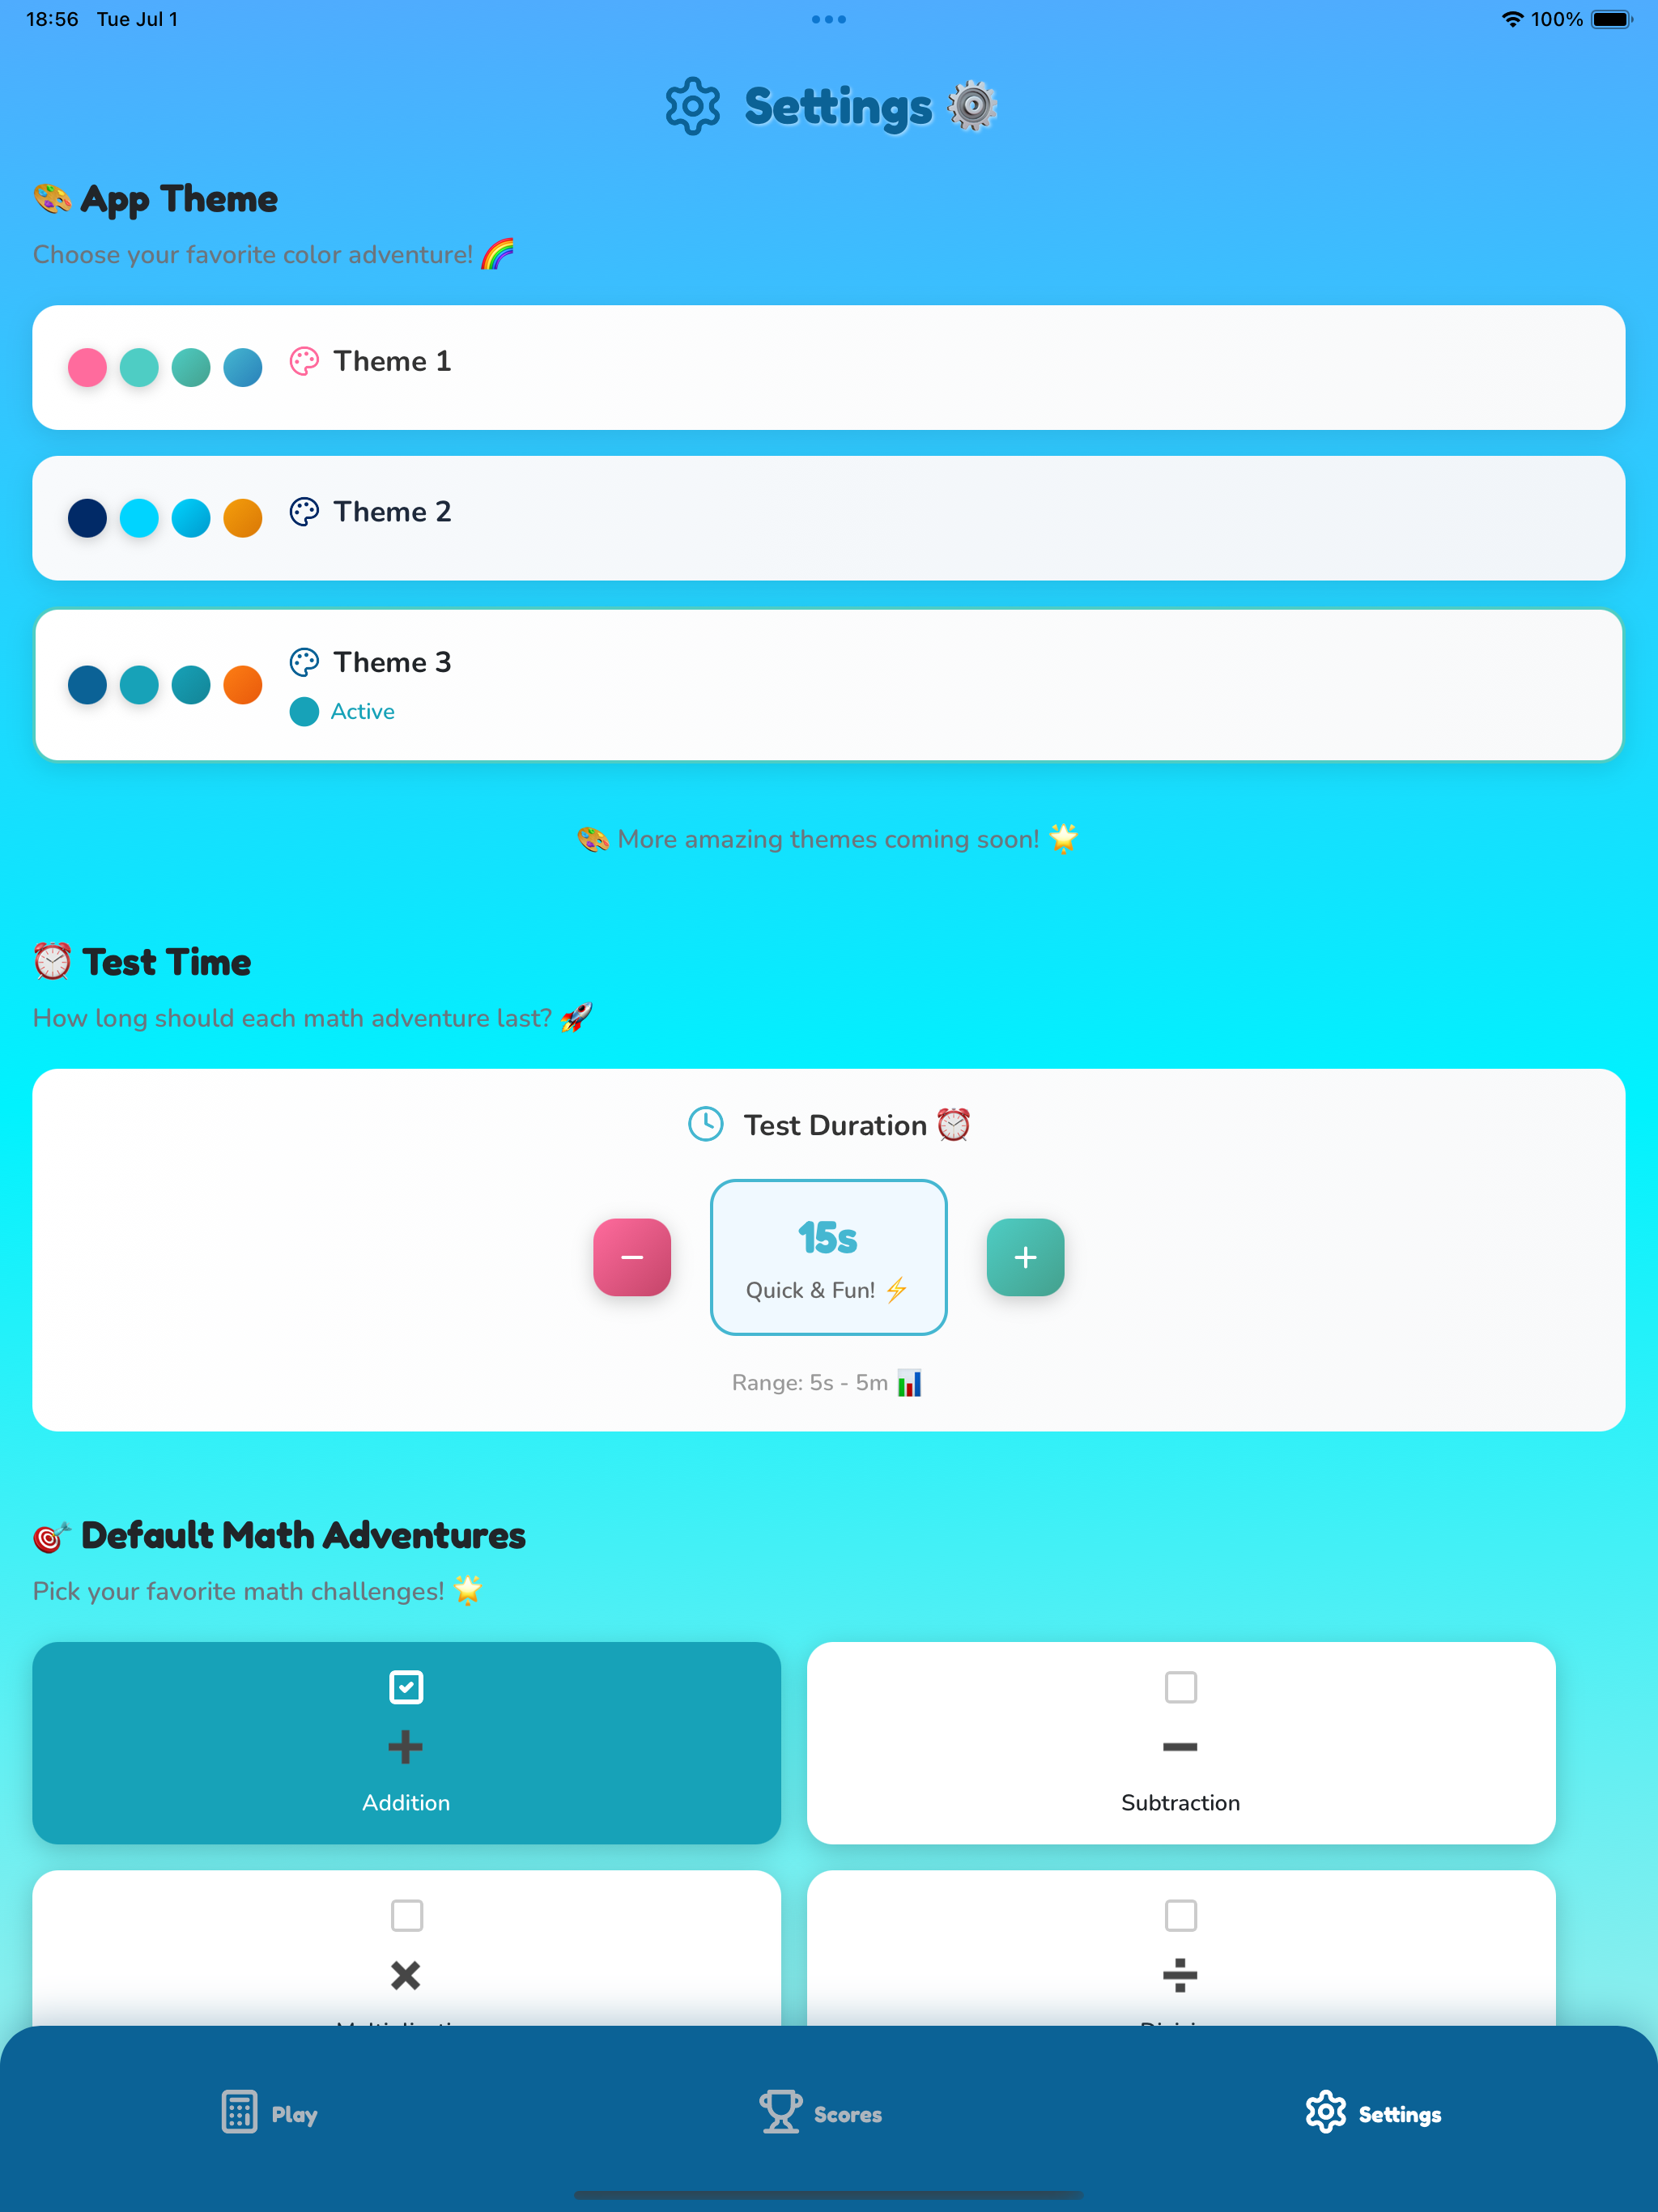 18:56 Tue Jul 1
100%
Settings ⚙️
🎨 App Theme
Choose your favorite color adventure! 🌈
Theme 1
Theme 2
Theme 3
Active
🎨 More amazing themes coming soon! 🌟
⏰ Test Time
How long should each math adventure last? 🚀
Test Duration ⏰
15s
Quick & Fun! ⚡
Range: 5s - 5m 📊
🎯 Default Math Adventures
Pick your favorite math challenges! 🌟
➕ ➖
Addition Subtraction
✖️ ➗
Play Scores Settings